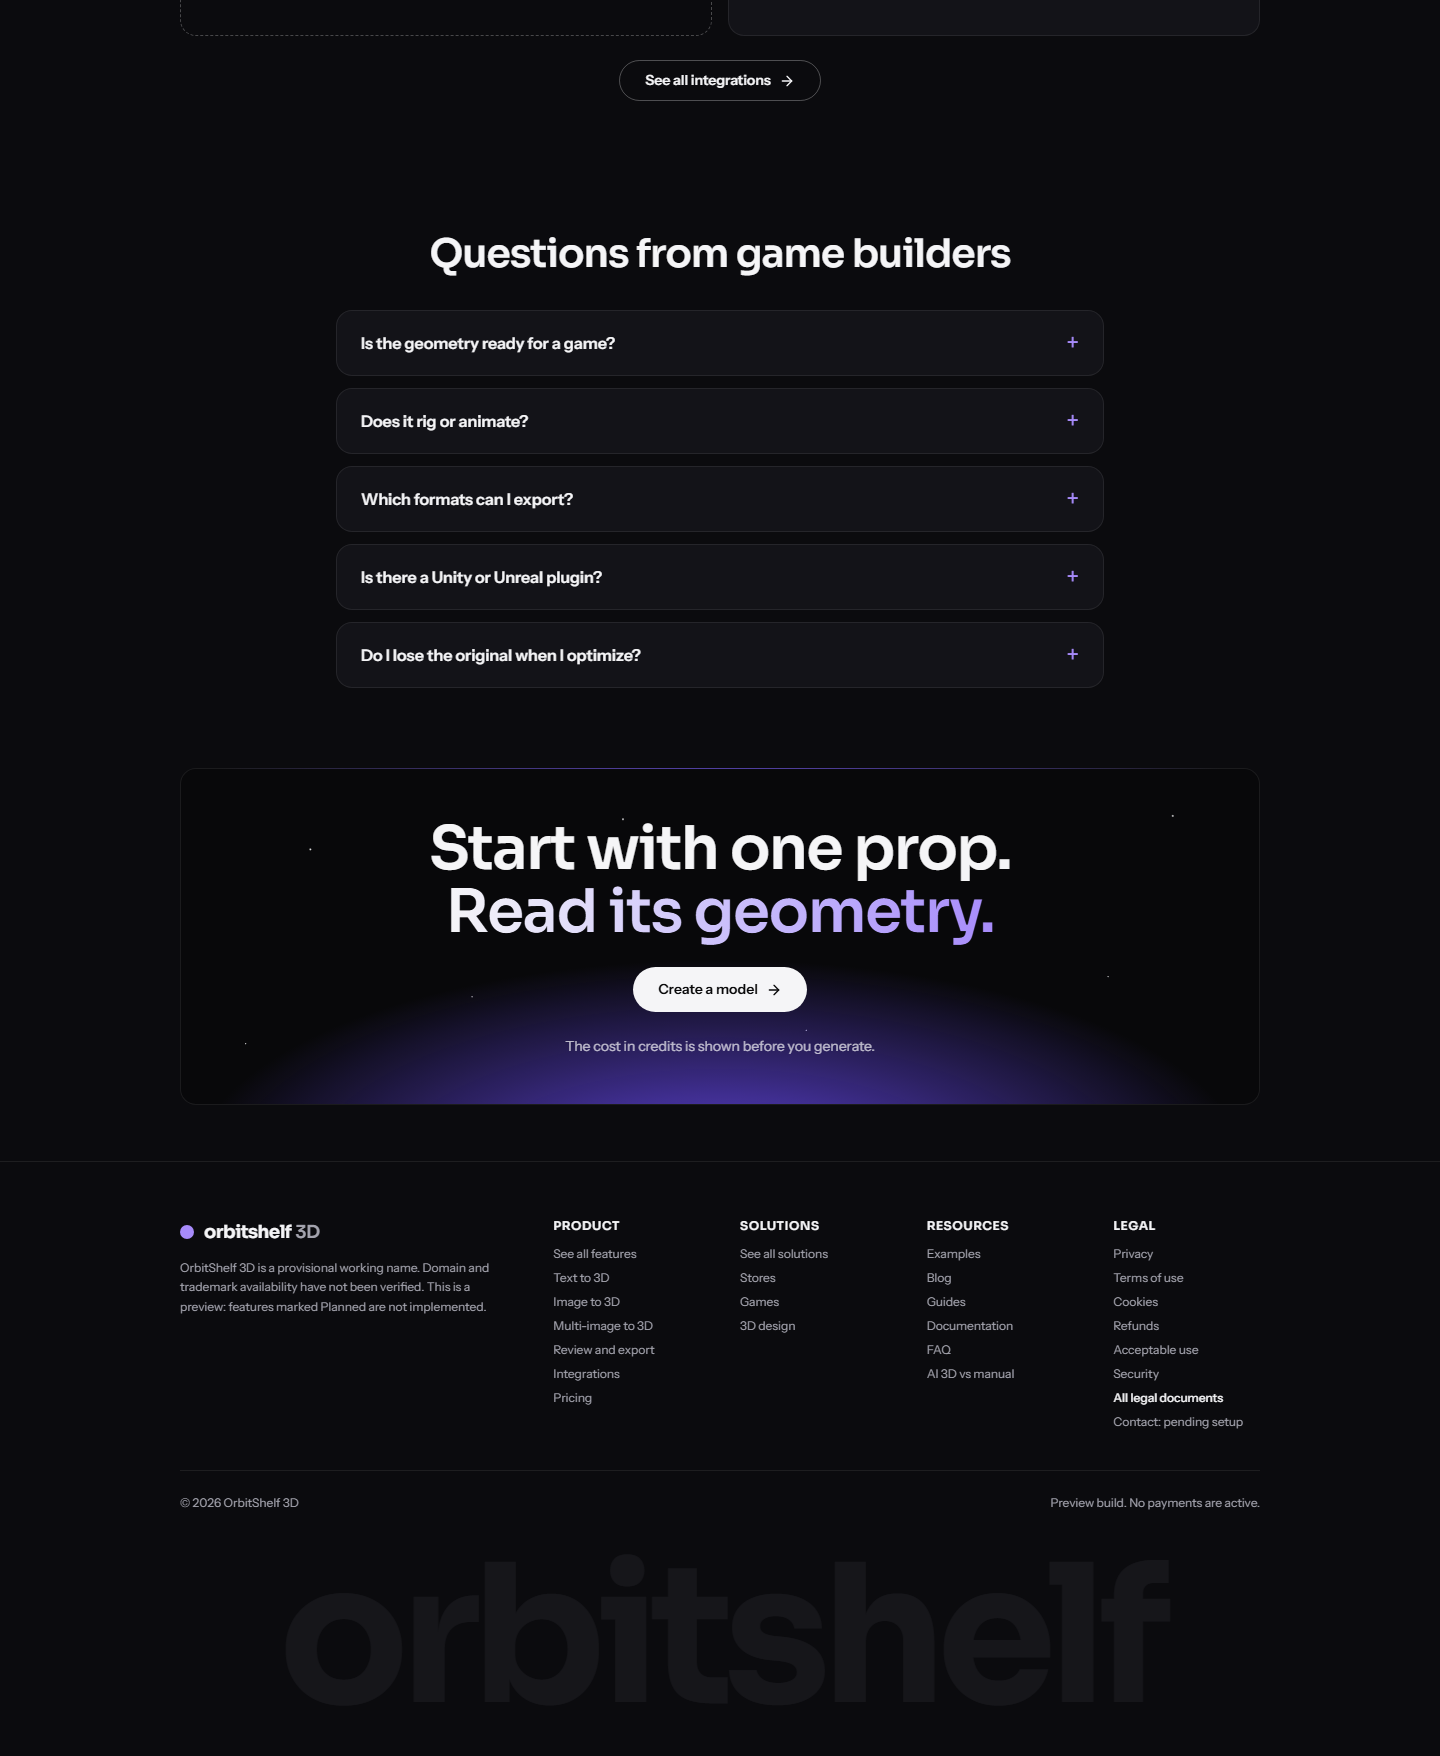 See all integrations
Questions from game builders
Is the geometry ready for a game?
Does it rig or animate?
Which formats can I export?
Is there a Unity or Unreal plugin?
Do I lose the original when I optimize?
Start with one prop.
Read its geometry.
Create a model
The cost in credits is shown before you generate.
orbitshelf 3D
OrbitShelf 3D is a provisional working name. Domain and
trademark availability have not been verified. This is a
preview: features marked Planned are not implemented.
PRODUCT
See all features
Text to 3D
Image to 3D
Multi-image to 3D
Review and export
Integrations
Pricing
SOLUTIONS
See all solutions
Stores
Games
3D design
RESOURCES
Examples
Blog
Guides
Documentation
FAQ
AI 3D vs manual
LEGAL
Privacy
Terms of use
Cookies
Refunds
Acceptable use
Security
All legal documents
Contact: pending setup
© 2026 OrbitShelf 3D
Preview build. No payments are active.
orbitshelf